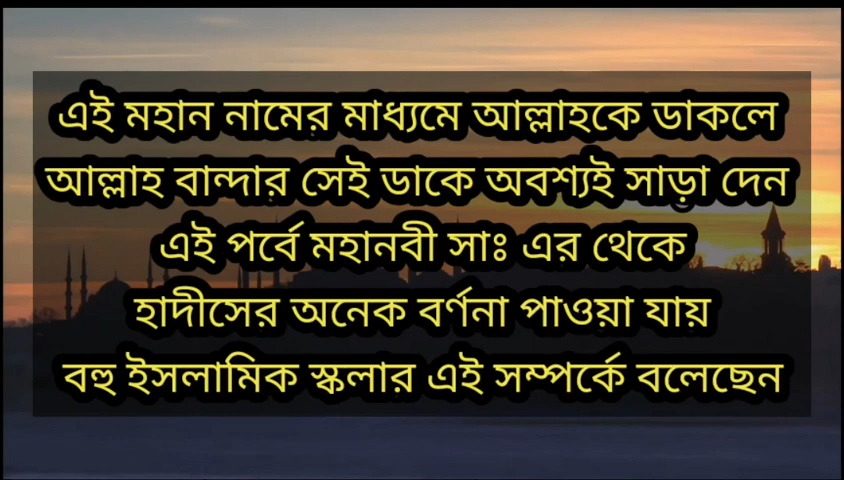 এই মহান নামের মাধ্যমে আল্লাহকে ডাকলে
আল্লাহ বান্দার সেই ডাকে অবশ্যই সাড়া দেন
এই পর্বে মহানবী সাঃ এর থেকে
হাদীসের অনেক বর্ণনা পাওয়া যায়
বহু ইসলামিক স্কলার এই সম্পর্কে বলেছেন